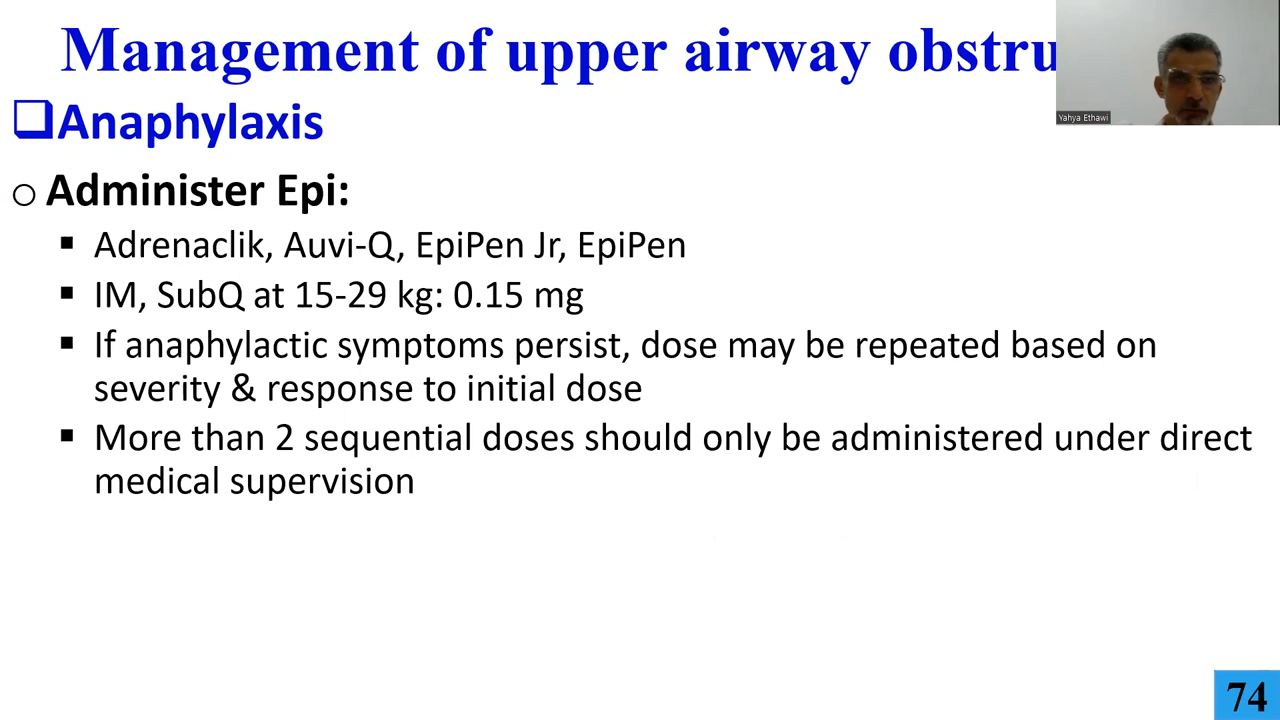 Management of upper airway obstru
Yahya Ethawi
Anaphylaxis
Administer Epi:
Adrenaclik, Auvi-Q, EpiPen Jr, EpiPen
IM, SubQ at 15-29 kg: 0.15 mg
If anaphylactic symptoms persist, dose may be repeated based on
severity & response to initial dose
More than 2 sequential doses should only be administered under direct
medical supervision
74